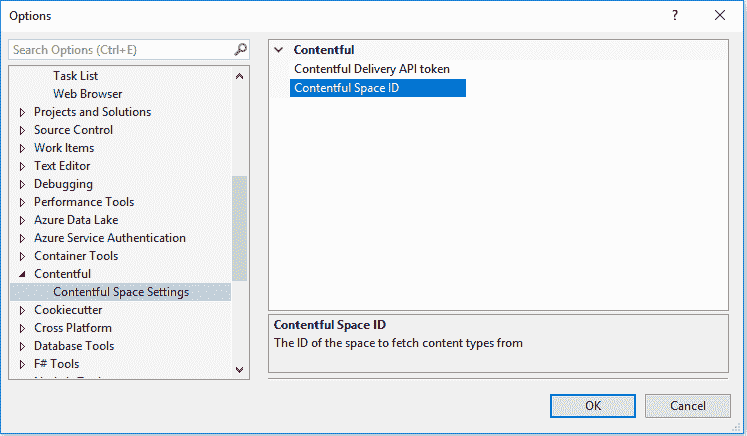 Options
?
Search Options (Ctrl+E)
Task List
Web Browser
Projects and Solutions
Source Control
Work Items
Text Editor
Debugging
Performance Tools
Azure Data Lake
Azure Service Authentication
Container Tools
Contentful
Contentful Space Settings
Cookiecutter
Cross Platform
Database Tools
F# Tools
Contentful
Contentful Delivery API token
Contentful Space ID
Contentful Space ID
The ID of the space to fetch content types from
OK
Cancel